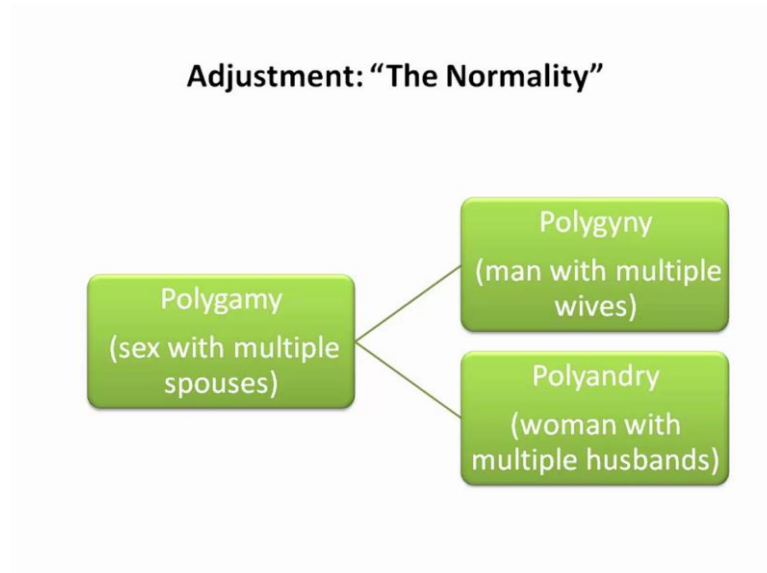 Adjustment: “The Normality”
Polygamy
(sex with multiple
spouses)
Polygyny
(man with multiple
wives)
Polyandry
(woman with
multiple husbands)